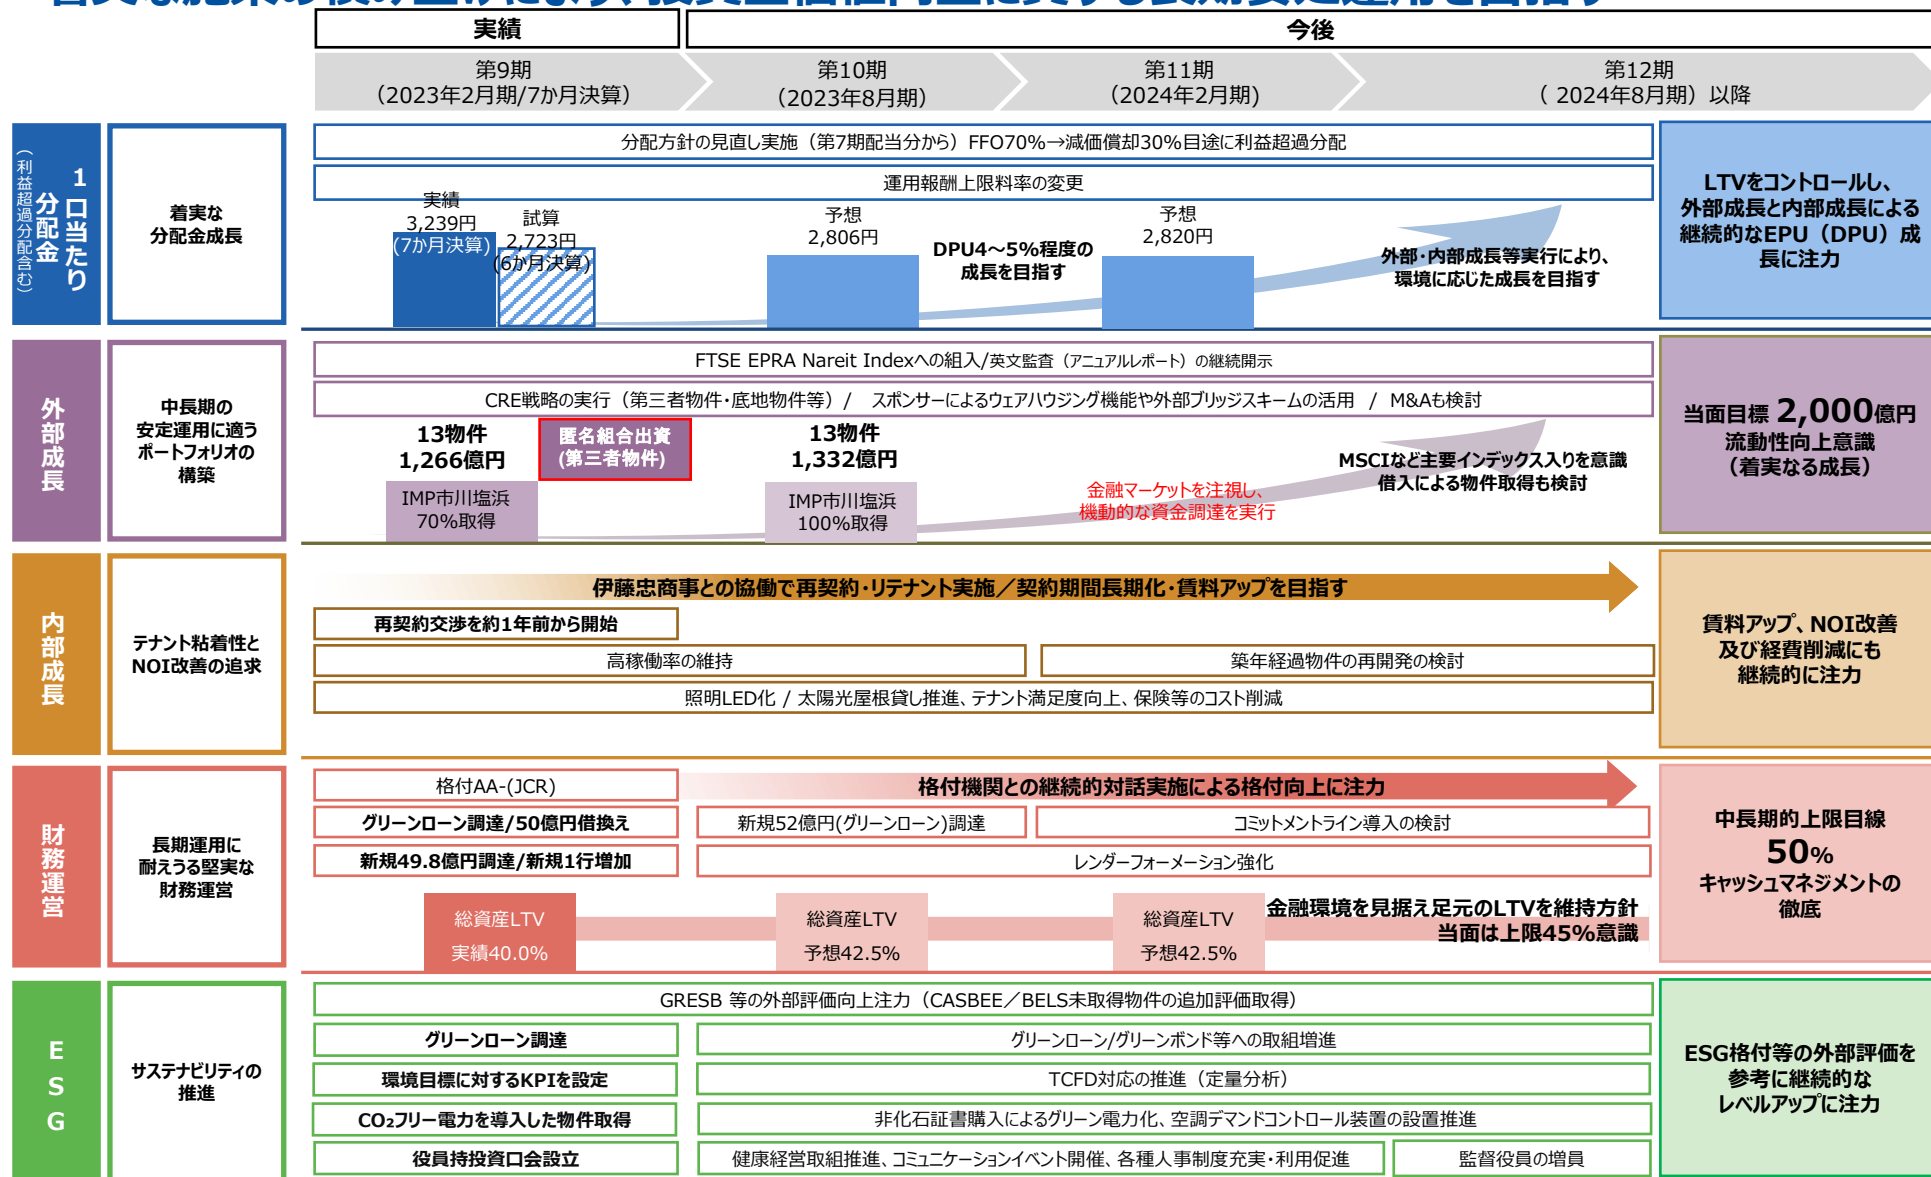 着実な施策の積み上げにより、投資主価値向上に資する長期安定運用を目指す
実績
今後
第9期
（2023年2月期/7か月決算）
第10期
（2023年8月期）
第11期
（2024年2月期)
第12期
（ 2024年8月期）以降
1口当たり
分配金
（利益超過分配含む）
着実な
分配金成長
分配方針の見直し実施（第7期配当分から）FFO70%→減価償却30%目途に利益超過分配
運用報酬上限料率の変更
実績
3,239円
(7か月決算)
試算
2,723円
(6か月決算)
予想
2,806円
DPU4～5%程度の
成長を目指す
予想
2,820円
外部・内部成長等実行により、
環境に応じた成長を目指す
LTVをコントロールし、
外部成長と内部成長による
継続的なEPU（DPU）成
長に注力
外部成長
中長期の
安定運用に適う
ポートフォリオの
構築
FTSE EPRA Nareit Indexへの組入/英文監査（アニュアルレポート）の継続開示
CRE戦略の実行（第三者物件・底地物件等）/ スポンサーによるウェアハウジング機能や外部ブリッジスキームの活用 / M&Aも検討
13物件
1,266億円
匿名組合出資
(第三者物件)
IMP市川塩浜
70%取得
13物件
1,332億円
IMP市川塩浜
100%取得
金融マーケットを注視し、
機動的な資金調達を実行
MSCIなど主要インデックス入りを意識
借入による物件取得も検討
当面目標 2,000億円
流動性向上意識
（着実なる成長）
内部成長
テナント粘着性と
NOI改善の追求
伊藤忠商事との協働で再契約・リテナント実施／契約期間長期化・賃料アップを目指す
再契約交渉を約1年前から開始
高稼働率の維持
築年経過物件の再開発の検討
照明LED化 / 太陽光屋根貸し推進、テナント満足度向上、保険等のコスト削減
賃料アップ、NOI改善
及び経費削減にも
継続的に注力
財務運営
長期運用に
耐えうる堅実な
財務運営
格付AA-(JCR)
格付機関との継続的対話実施による格付向上に注力
グリーンローン調達/50億円借換え
新規52億円(グリーンローン)調達
コミットメントライン導入の検討
新規49.8億円調達/新規1行増加
レンダーフォーメーション強化
総資産LTV
実績40.0%
総資産LTV
予想42.5%
総資産LTV
予想42.5%
金融環境を見据え足元のLTVを維持方針
当面は上限45%意識
中長期的上限目線
50%
キャッシュマネジメントの
徹底
ESG
サステナビリティの
推進
GRESB 等の外部評価向上注力（CASBEE／BELS未取得物件の追加評価取得）
グリーンローン調達
グリーンローン/グリーンボンド等への取組増進
環境目標に対するKPIを設定
TCFD対応の推進（定量分析）
CO₂フリー電力を導入した物件取得
非化石証書購入によるグリーン電力化、空調デマンドコントロール装置の設置推進
役員持投資口会設立
健康経営取組推進、コミュニケーションイベント開催、各種人事制度充実・利用促進
監督役員の増員
ESG格付等の外部評価を
参考に継続的な
レベルアップに注力